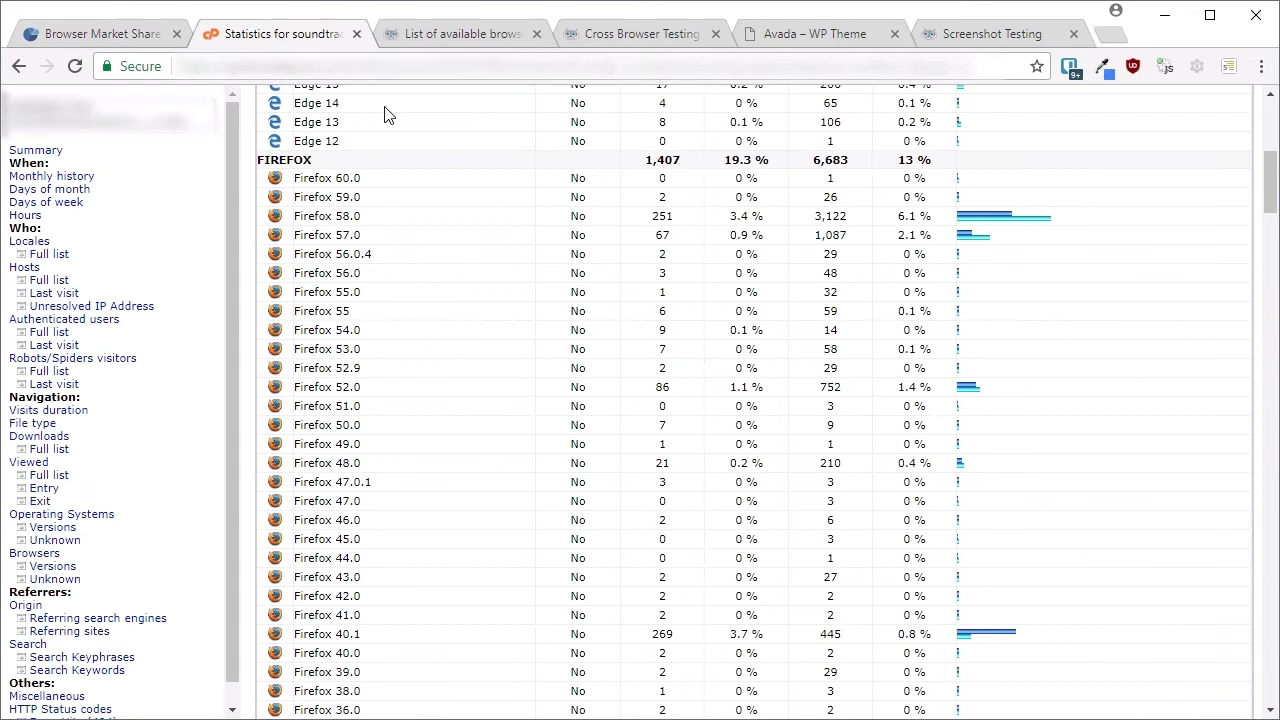 Browser Market Share
Statistics for soundtra
List of available brows
Cross Browser Testing
Avada – WP Theme
Screenshot Testing
Secure
9+
js
Summary
When:
Monthly history
Days of month
Days of week
Hours
Who:
Locales
Full list
Hosts
Full list
Last visit
Unresolved IP Address
Authenticated users
Full list
Last visit
Robots/Spiders visitors
Full list
Last visit
Navigation:
Visits duration
File type
Downloads
Full list
Viewed
Full list
Entry
Exit
Operating Systems
Versions
Unknown
Browsers
Versions
Unknown
Referrers:
Origin
Referring search engines
Referring sites
Search
Search Keyphrases
Search Keywords
Others:
Miscellaneous
HTTP Status codes
Edge 14 No 4 0 % 65 0.1 %
Edge 13 No 8 0.1 % 106 0.2 %
Edge 12 No 0 0 % 1 0 %
FIREFOX 1,407 19.3 % 6,683 13 %
Firefox 60.0 No 0 0 % 1 0 %
Firefox 59.0 No 2 0 % 26 0 %
Firefox 58.0 No 251 3.4 % 3,122 6.1 %
Firefox 57.0 No 67 0.9 % 1,087 2.1 %
Firefox 56.0.4 No 2 0 % 29 0 %
Firefox 56.0 No 3 0 % 48 0 %
Firefox 55.0 No 1 0 % 32 0 %
Firefox 55 No 6 0 % 59 0.1 %
Firefox 54.0 No 9 0.1 % 14 0 %
Firefox 53.0 No 7 0 % 58 0.1 %
Firefox 52.9 No 2 0 % 29 0 %
Firefox 52.0 No 86 1.1 % 752 1.4 %
Firefox 51.0 No 0 0 % 3 0 %
Firefox 50.0 No 7 0 % 9 0 %
Firefox 49.0 No 1 0 % 1 0 %
Firefox 48.0 No 21 0.2 % 210 0.4 %
Firefox 47.0.1 No 3 0 % 3 0 %
Firefox 47.0 No 0 0 % 3 0 %
Firefox 46.0 No 2 0 % 6 0 %
Firefox 45.0 No 0 0 % 3 0 %
Firefox 44.0 No 0 0 % 1 0 %
Firefox 43.0 No 2 0 % 27 0 %
Firefox 42.0 No 2 0 % 2 0 %
Firefox 41.0 No 2 0 % 2 0 %
Firefox 40.1 No 269 3.7 % 445 0.8 %
Firefox 40.0 No 2 0 % 2 0 %
Firefox 39.0 No 2 0 % 29 0 %
Firefox 38.0 No 1 0 % 3 0 %
Firefox 36.0 No 2 0 % 2 0 %